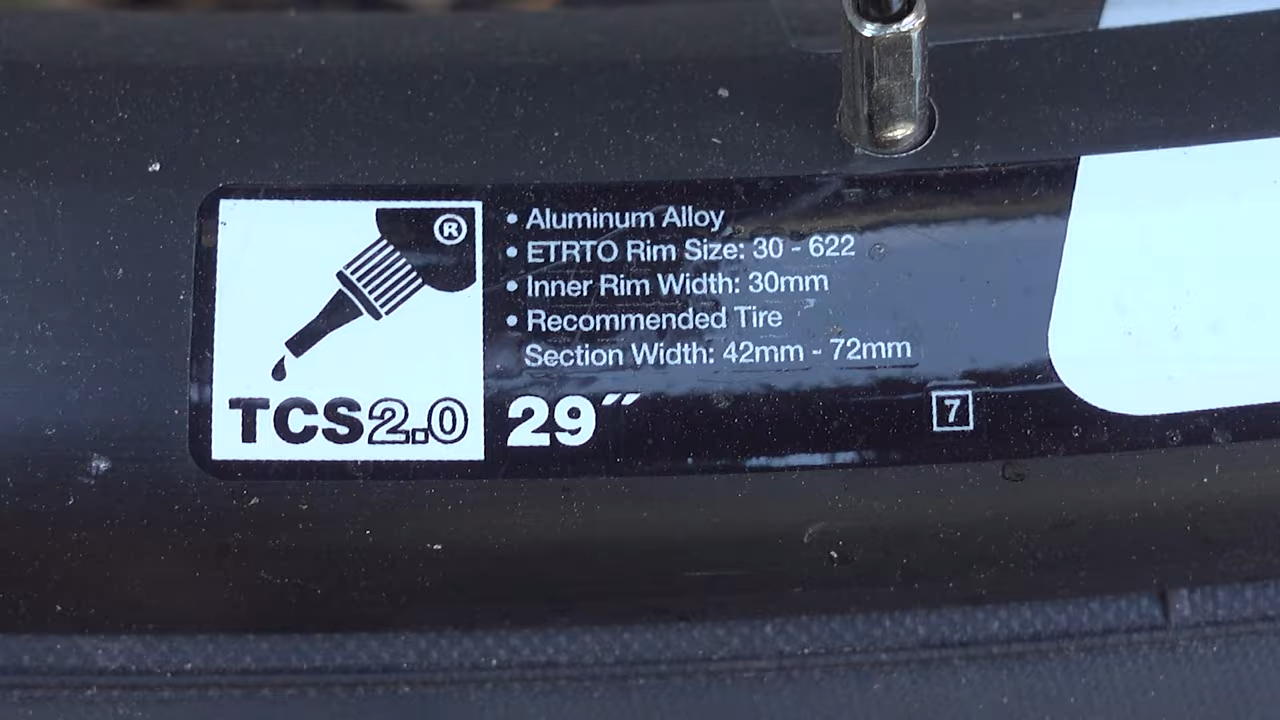 ®
TCS2.0
• Aluminum Alloy
• ETRTO Rim Size: 30 - 622
• Inner Rim Width: 30mm
• Recommended Tire
Section Width: 42mm - 72mm
29″
7